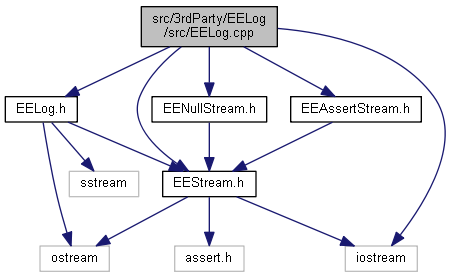 src/3rdParty/EELog
/src/EELog.cpp
EELog.h
EENullStream.h
EEAssertStream.h
sstream
EEStream.h
ostream
assert.h
iostream